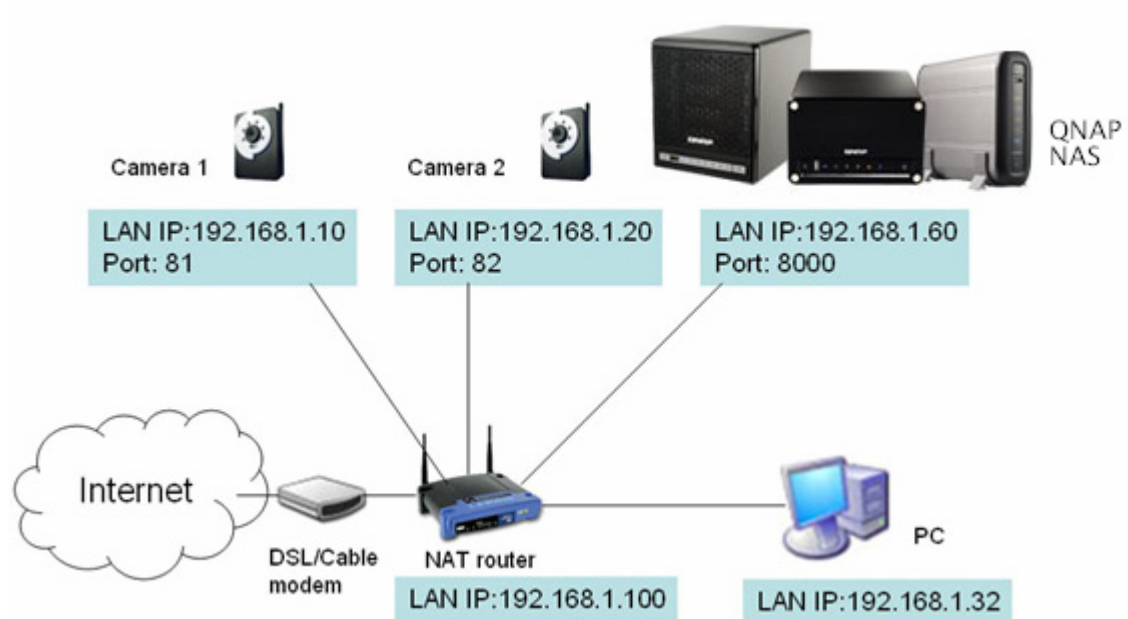 QNAP
NAS
Camera 1
Camera 2
LAN IP:192.168.1.10
Port: 81
LAN IP:192.168.1.20
Port: 82
LAN IP:192.168.1.60
Port: 8000
Internet
DSL/Cable
modem
NAT router
PC
LAN IP:192.168.1.100
LAN IP:192.168.1.32